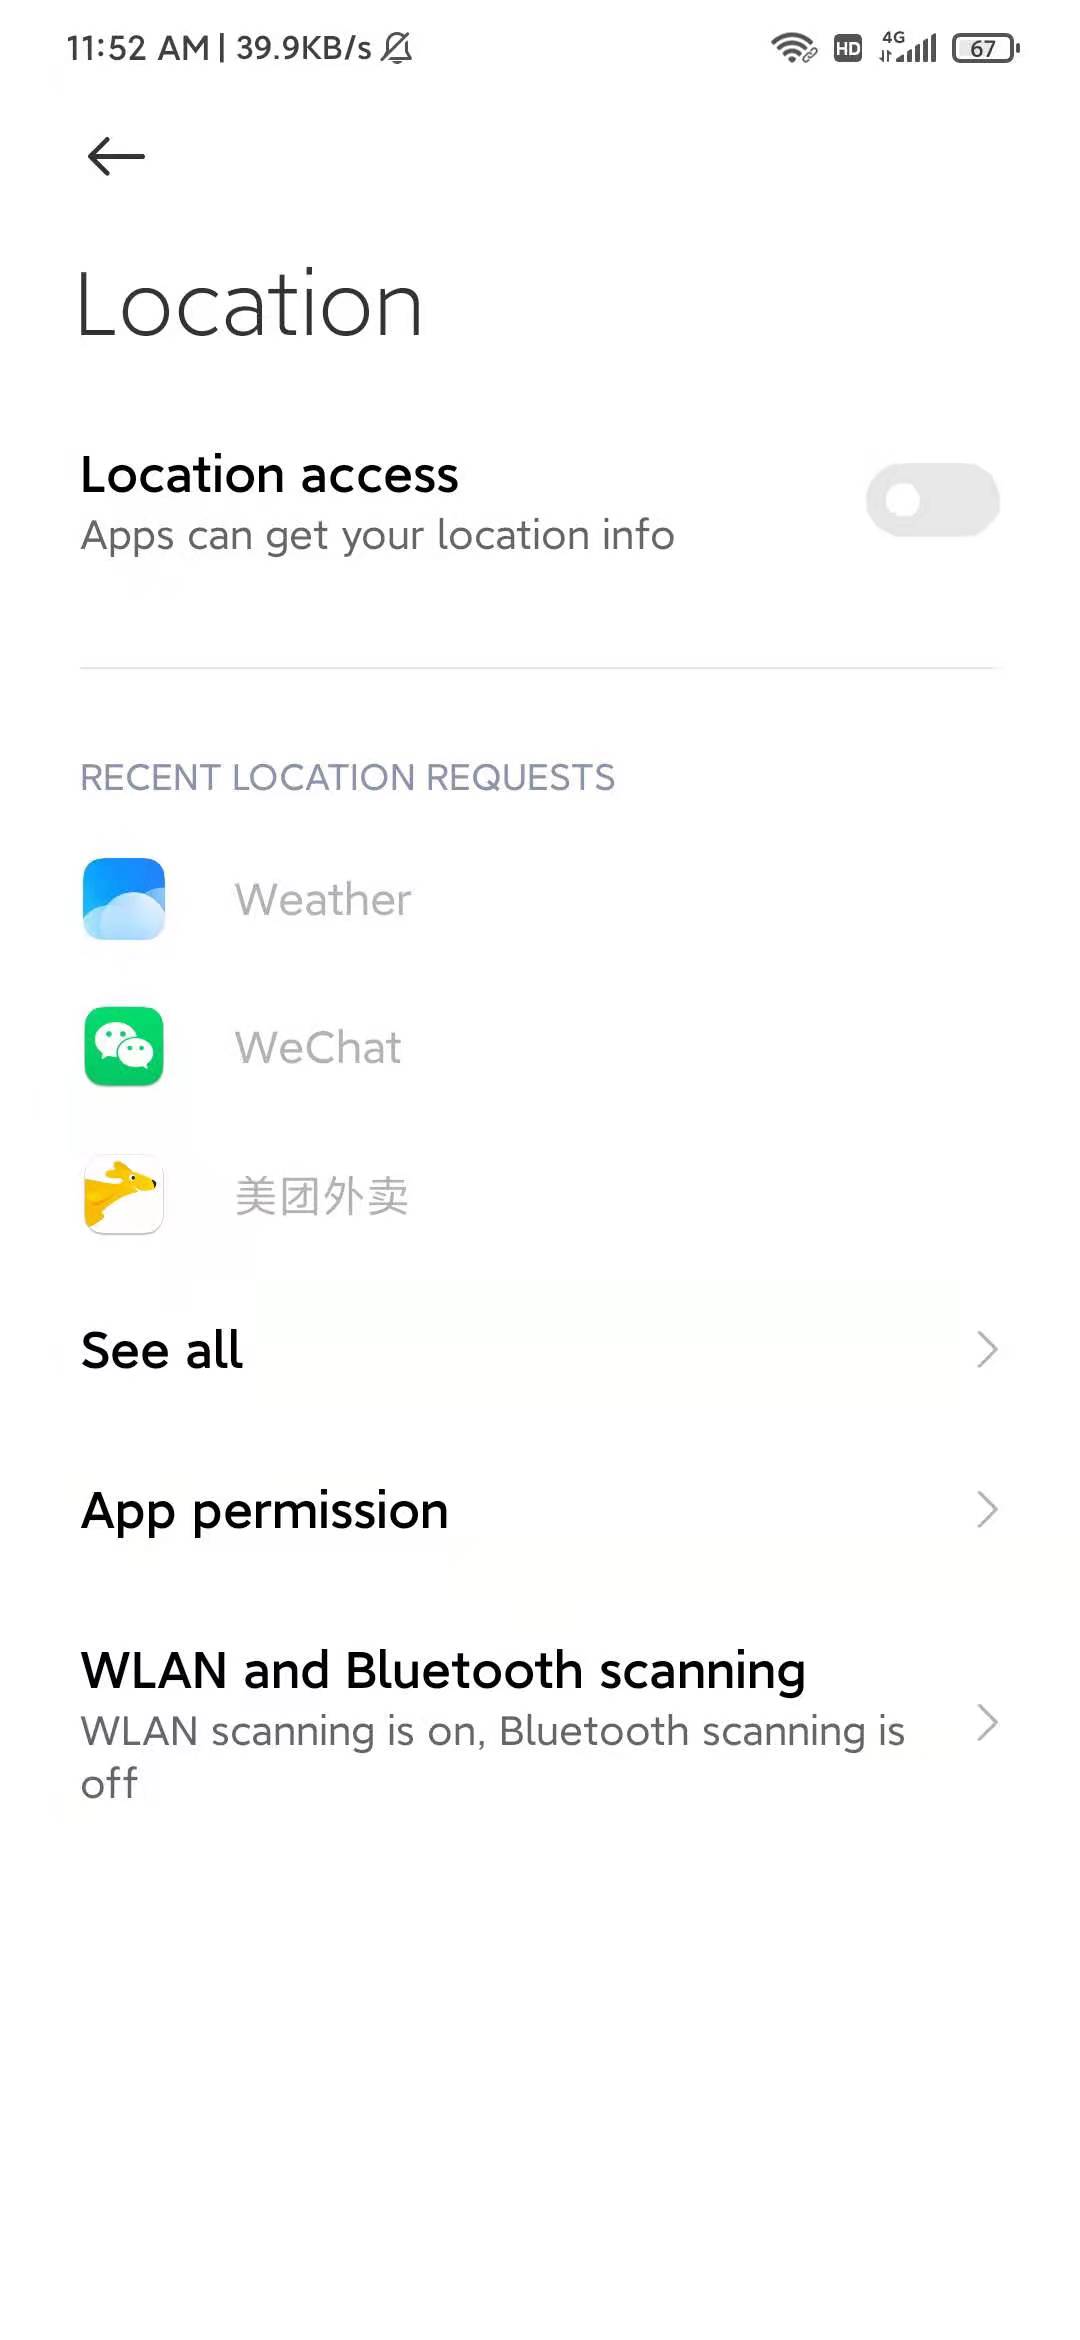 11:52 AM | 39.9KB/s HD 4G 67
Location
Location access
Apps can get your location info
RECENT LOCATION REQUESTS
Weather
WeChat
美团外卖
See all
App permission
WLAN and Bluetooth scanning
WLAN scanning is on, Bluetooth scanning is
off